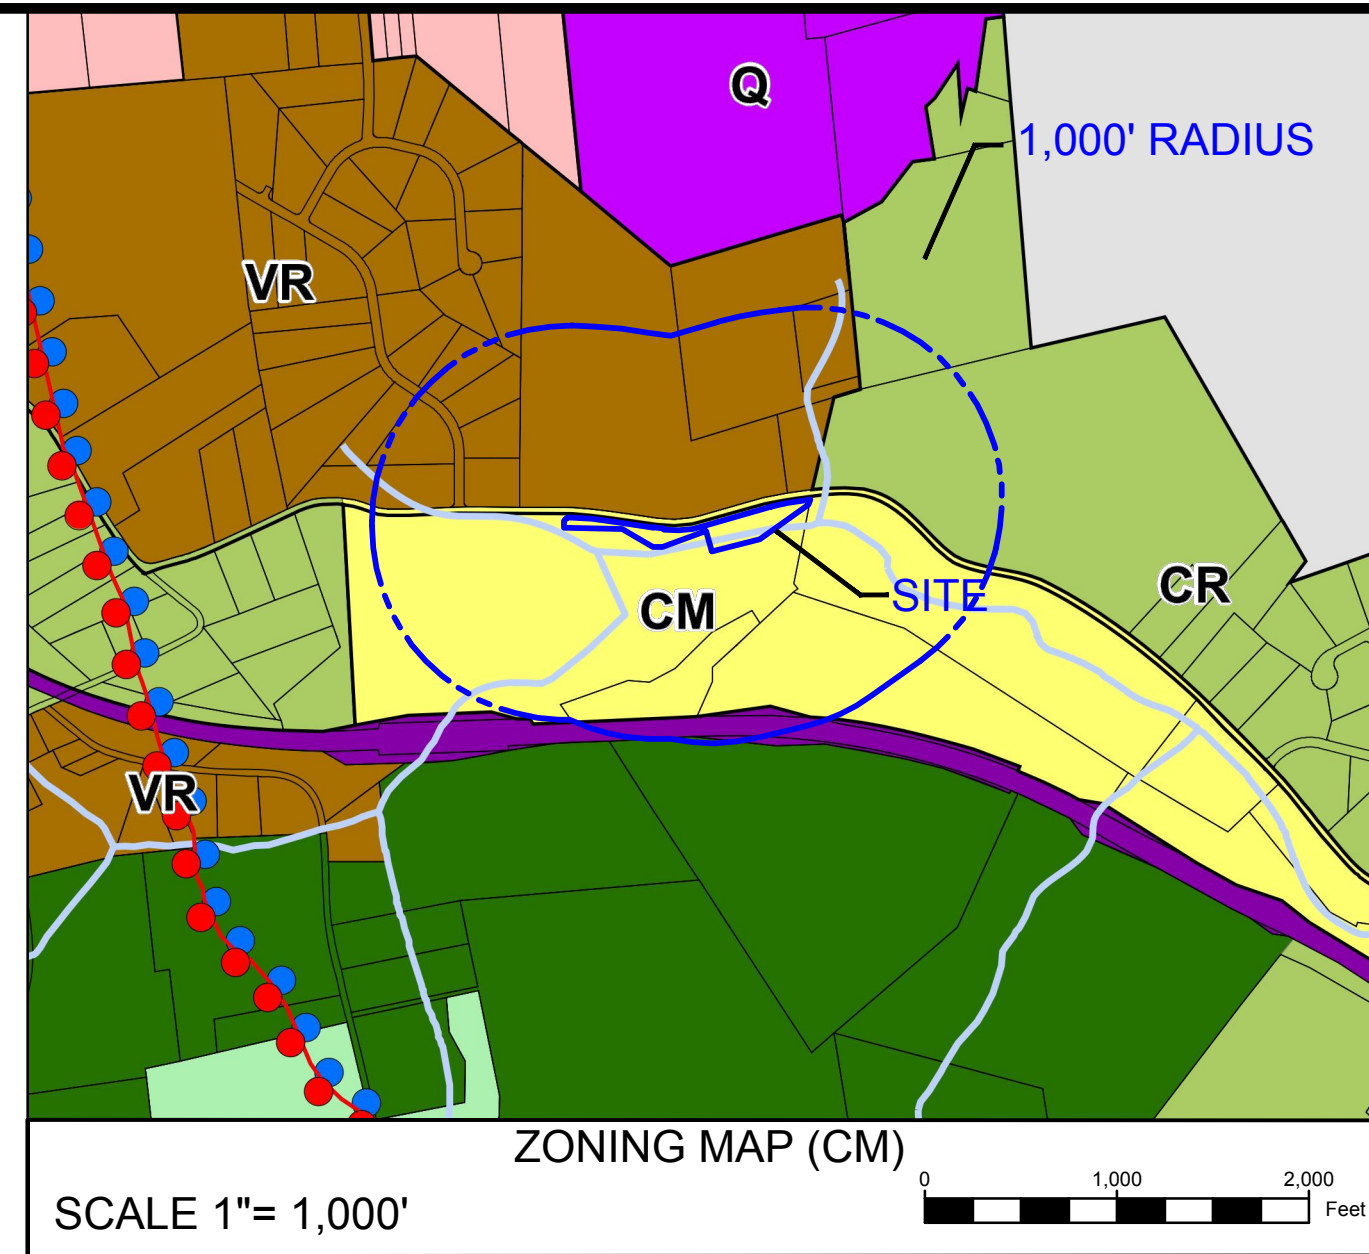 Q
1,000' RADIUS
VR
CM
SITE
CR
VR
ZONING MAP (CM)
SCALE 1"= 1,000'
0 1,000 2,000
Feet